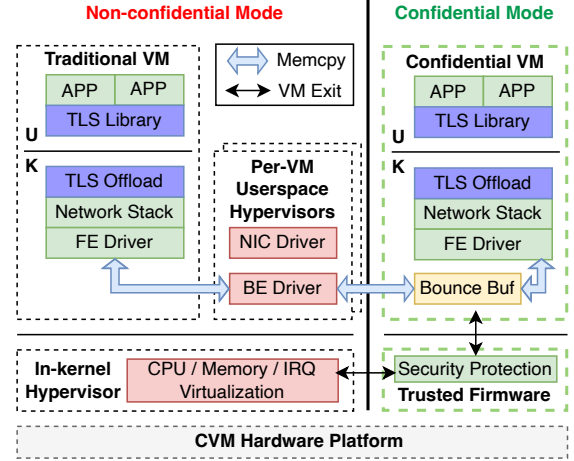 Non-confidential Mode
Confidential Mode
Traditional VM
APP
APP
TLS Library
U
K
TLS Offload
Network Stack
FE Driver
Memcpy
VM Exit
Per-VM
Userspace
Hypervisors
NIC Driver
BE Driver
Confidential VM
APP
APP
TLS Library
U
K
TLS Offload
Network Stack
FE Driver
Bounce Buf
In-kernel
Hypervisor
CPU / Memory / IRQ
Virtualization
Security Protection
Trusted Firmware
CVM Hardware Platform